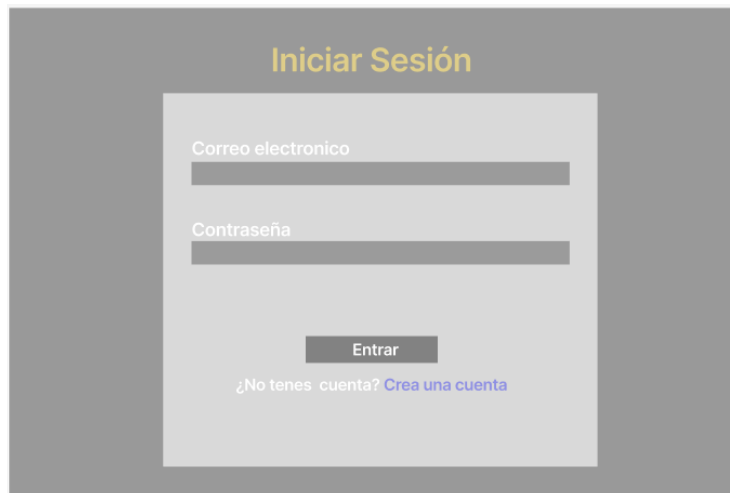 Iniciar Sesión
Correo electronico
Contraseña
Entrar
¿No tenes cuenta? Crea una cuenta